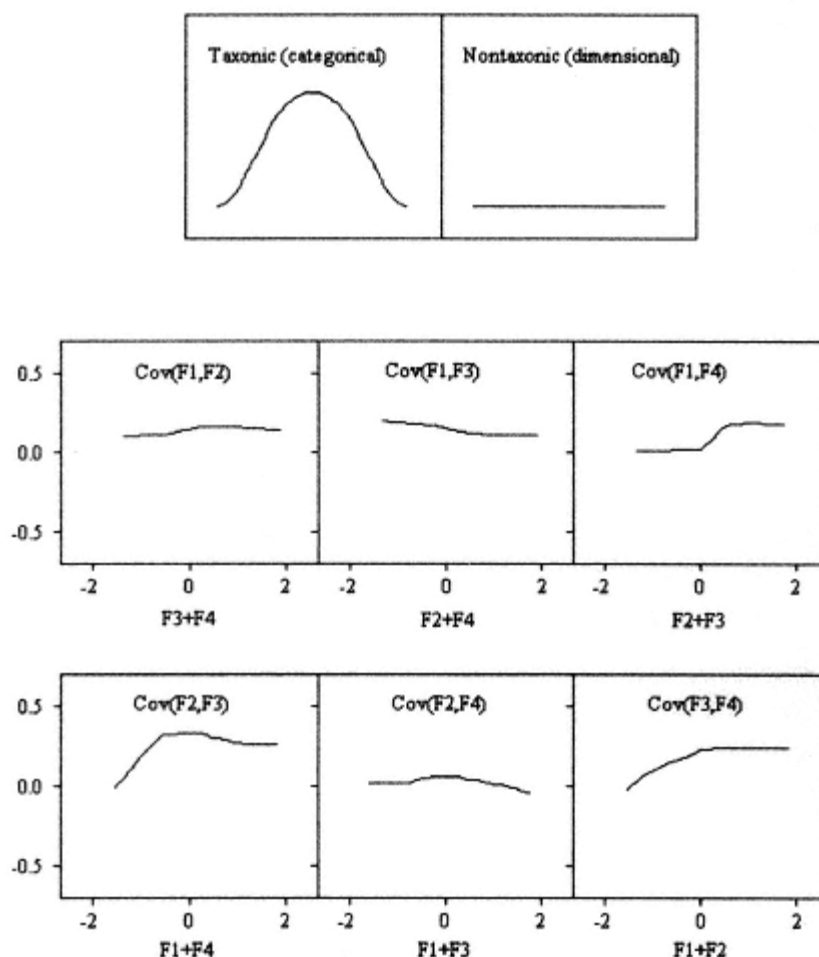 Taxonic (categorical) Nontaxonic (dimensional)
Cov(F1,F2) Cov(F1,F3) Cov(F1,F4)
0.5
0.0
-0.5
-2 0 2 -2 0 2 -2 0 2
F3+F4 F2+F4 F2+F3
Cov(F2,F3) Cov(F2,F4) Cov(F3,F4)
0.5
0.0
-0.5
-2 0 2 -2 0 2 -2 0 2
F1+F4 F1+F3 F1+F2